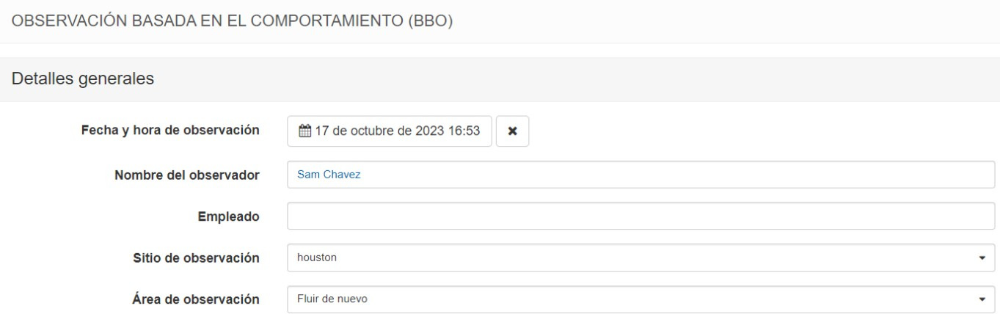 OBSERVACIÓN BASADA EN EL COMPORTAMIENTO (BBO)
Detalles generales
Fecha y hora de observación 17 de octubre de 2023 16:53
Nombre del observador Sam Chavez
Empleado
Sitio de observación houston
Área de observación Fluir de nuevo